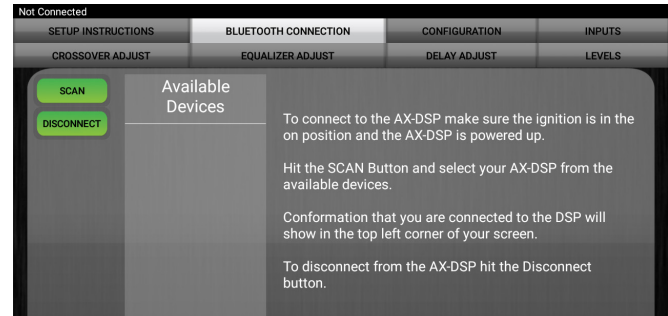 Not Connected
SETUP INSTRUCTIONS BLUETOOTH CONNECTION CONFIGURATION INPUTS
CROSSOVER ADJUST EQUALIZER ADJUST DELAY ADJUST LEVELS
SCAN
DISCONNECT
Available
Devices
To connect to the AX-DSP make sure the ignition is in the
on position and the AX-DSP is powered up.
Hit the SCAN Button and select your AX-DSP from the
available devices.
Conformation that you are connected to the DSP will
show in the top left corner of your screen.
To disconnect from the AX-DSP hit the Disconnect
button.